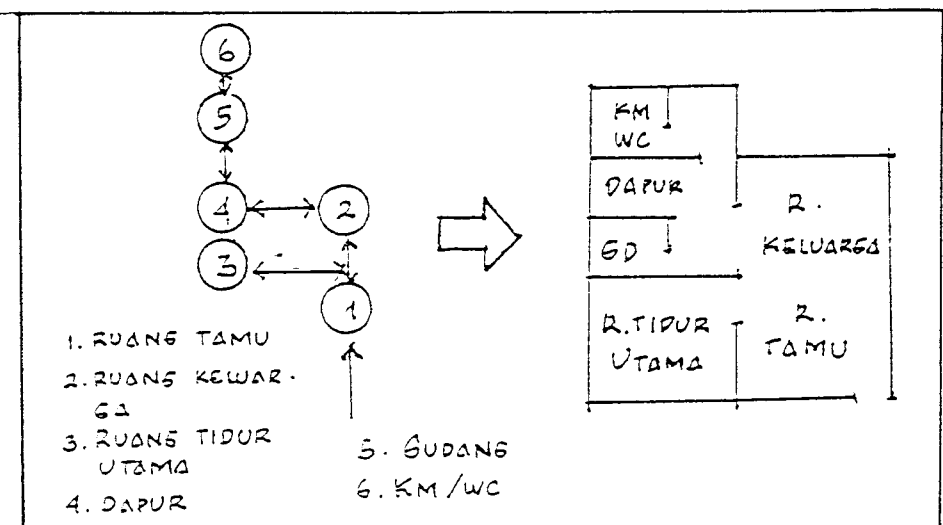 6
5
4
2
3
1
1. RUANG TAMU
2. RUANG KELUAR-
GA
3. RUANG TIDUR
UTAMA
4. DAPUR
5. GUDANG
6. KM/WC
KM
WC
DAPUR
GD
R.
KELUARGA
R. TIDUR
UTAMA
R.
TAMU